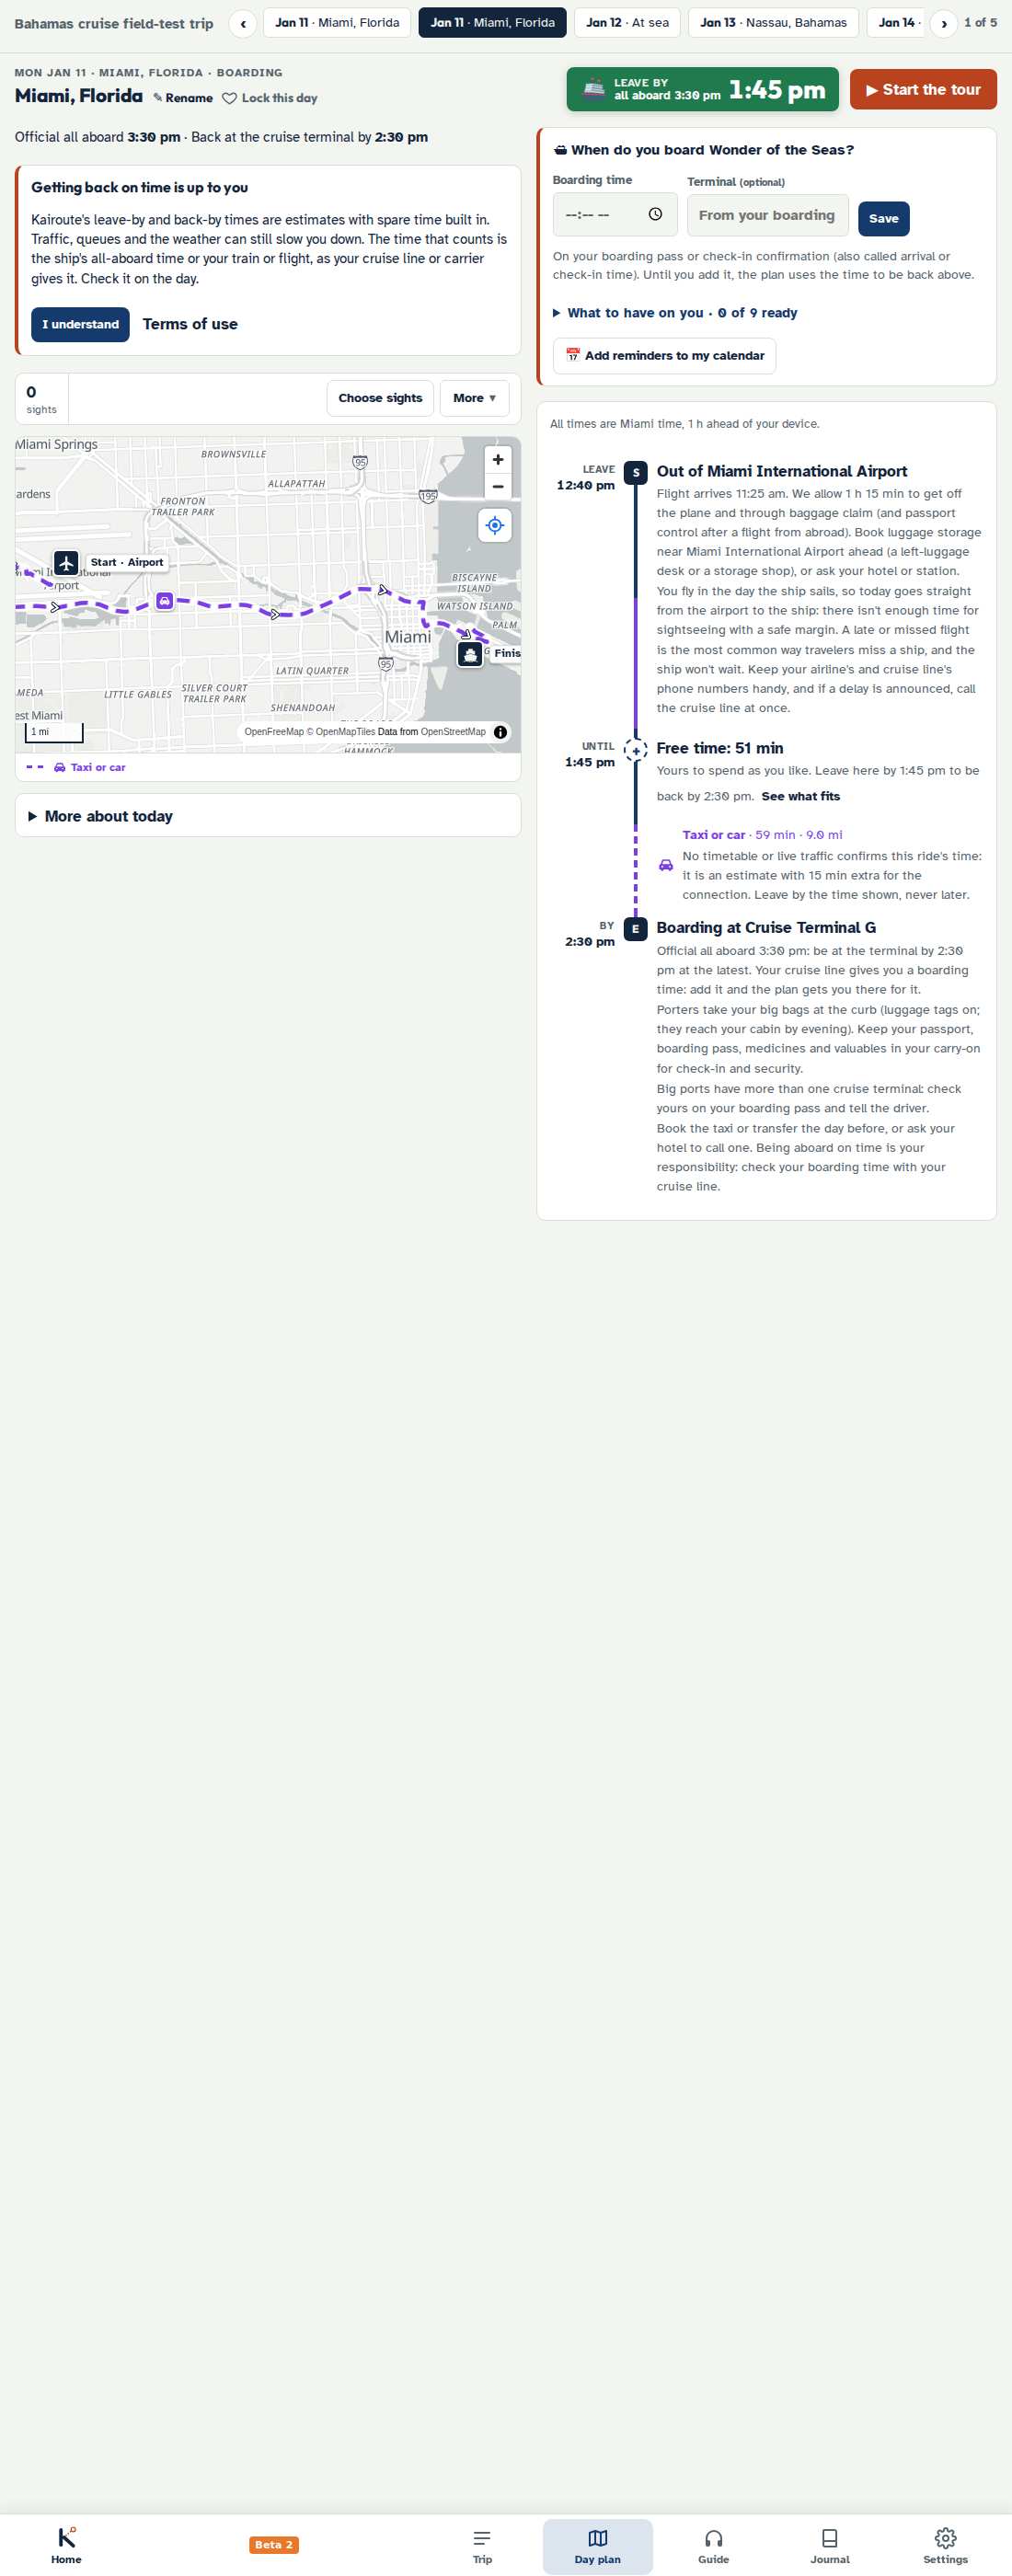 Bahamas cruise field-test trip
‹
Jan 11 · Miami, Florida
Jan 11 · Miami, Florida
Jan 12 · At sea
Jan 13 · Nassau, Bahamas
Jan 14 ·
›
1 of 5
MON JAN 11 · MIAMI, FLORIDA · BOARDING
Miami, Florida
✎ Rename
Lock this day
LEAVE BY
all aboard 3:30 pm
1:45 pm
▶ Start the tour
Official all aboard 3:30 pm · Back at the cruise terminal by 2:30 pm
Getting back on time is up to you
Kairoute's leave-by and back-by times are estimates with spare time built in.
Traffic, queues and the weather can still slow you down. The time that counts is
the ship's all-aboard time or your train or flight, as your cruise line or carrier
gives it. Check it on the day.
I understand
Terms of use
0
sights
Choose sights
More ▾
Miami Springs
BROWNSVILLE
95
ALLAPATTAH
195
ardens
FRONTON
TRAILER PARK
+
−
Start · Airport
BISCAYNE
ISLAND
WATSON ISLAND
PALM
Miami
Finis
95
LATIN QUARTER
MEDA
LITTLE GABLES
SILVER COURT
TRAILER PARK
SHENANDOAH
est Miami
1 mi
OpenFreeMap © OpenMapTiles Data from OpenStreetMap
HAMMOCK
Taxi or car
▶ More about today
When do you board Wonder of the Seas?
Boarding time
Terminal (optional)
--:-- --
From your boarding
Save
On your boarding pass or check-in confirmation (also called arrival or
check-in time). Until you add it, the plan uses the time to be back above.
▶ What to have on you · 0 of 9 ready
Add reminders to my calendar
All times are Miami time, 1 h ahead of your device.
LEAVE
12:40 pm
S
Out of Miami International Airport
Flight arrives 11:25 am. We allow 1 h 15 min to get off
the plane and through baggage claim (and passport
control after a flight from abroad). Book luggage storage
near Miami International Airport ahead (a left-luggage
desk or a storage shop), or ask your hotel or station.
You fly in the day the ship sails, so today goes straight
from the airport to the ship: there isn't enough time for
sightseeing with a safe margin. A late or missed flight
is the most common way travelers miss a ship, and the
ship won't wait. Keep your airline's and cruise line's
phone numbers handy, and if a delay is announced, call
the cruise line at once.
UNTIL
1:45 pm
+
Free time: 51 min
Yours to spend as you like. Leave here by 1:45 pm to be
back by 2:30 pm. See what fits
Taxi or car · 59 min · 9.0 mi
No timetable or live traffic confirms this ride's time:
it is an estimate with 15 min extra for the
connection. Leave by the time shown, never later.
BY
2:30 pm
E
Boarding at Cruise Terminal G
Official all aboard 3:30 pm: be at the terminal by 2:30
pm at the latest. Your cruise line gives you a boarding
time: add it and the plan gets you there for it.
Porters take your big bags at the curb (luggage tags on;
they reach your cabin by evening). Keep your passport,
boarding pass, medicines and valuables in your carry-on
for check-in and security.
Big ports have more than one cruise terminal: check
yours on your boarding pass and tell the driver.
Book the taxi or transfer the day before, or ask your
hotel to call one. Being aboard on time is your
responsibility: check your boarding time with your
cruise line.
Home
Beta 2
Trip
Day plan
Guide
Journal
Settings